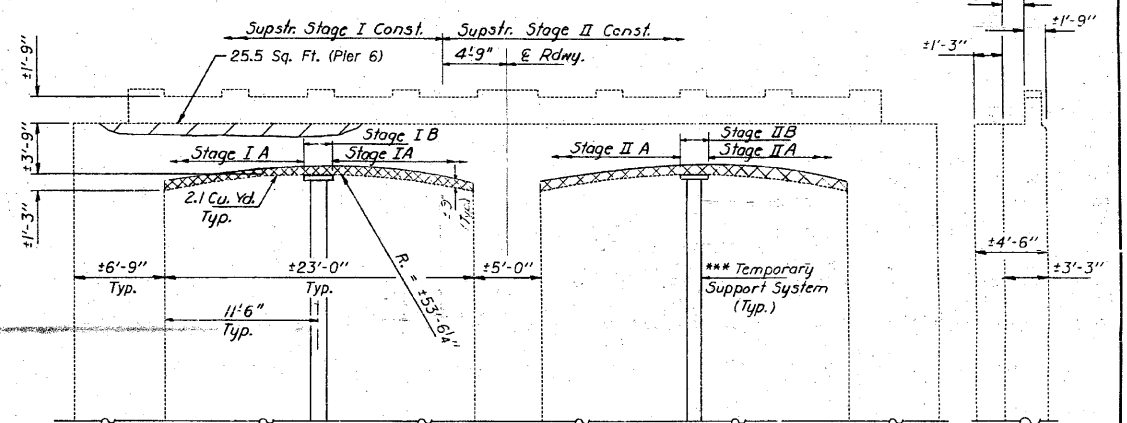 Supstr. Stage I Const.
Supstr. Stage II Const.
25.5 Sq. Ft. (Pier 6)
4'-9"
℄ Rdwy.
±1'-9"
±1'-9"
±1'-3"
±3'-9"
±1'-3"
Stage I B
Stage I A
Stage IA
Stage IIB
Stage II A
Stage IIA
2.1 Cu. Yd.
Typ.
(Typ.)
R. = ±53'-6¼"
±6'-9"
Typ.
±23'-0"
Typ.
±5'-0"
11'6"
Typ.
*** Temporary
Support System
(Typ.)
±4'-6"
±3'-3"